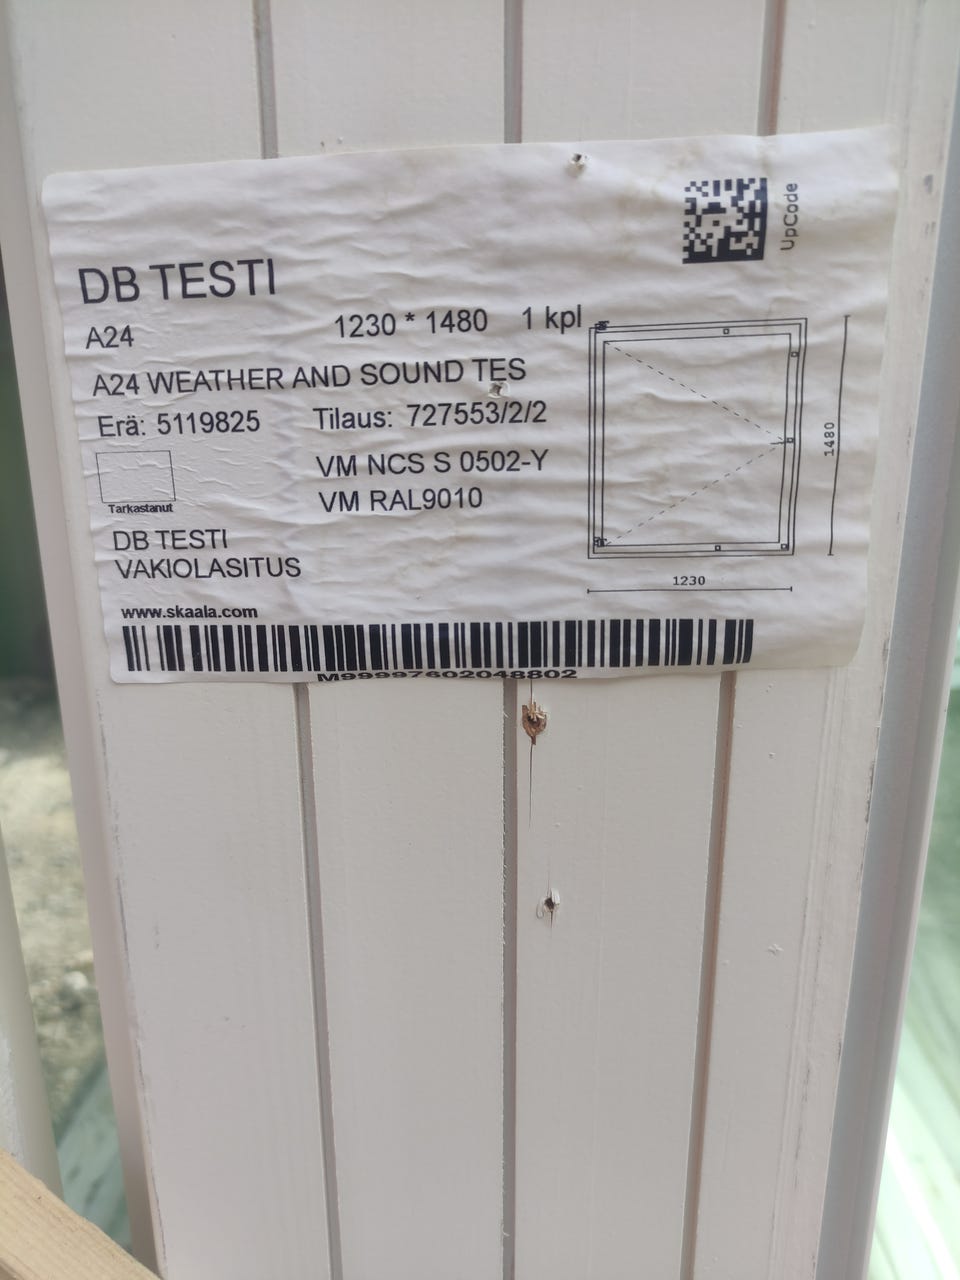 UpCode
DB TESTI
A24 1230 * 1480 1 kpl
A24 WEATHER AND SOUND TES
Erä: 5119825 Tilaus: 727553/2/2
VM NCS S 0502-Y
VM RAL9010
Tarkastanut
DB TESTI
VAKIOLASITUS
www.skaala.com
M99997602048802
1480
1230